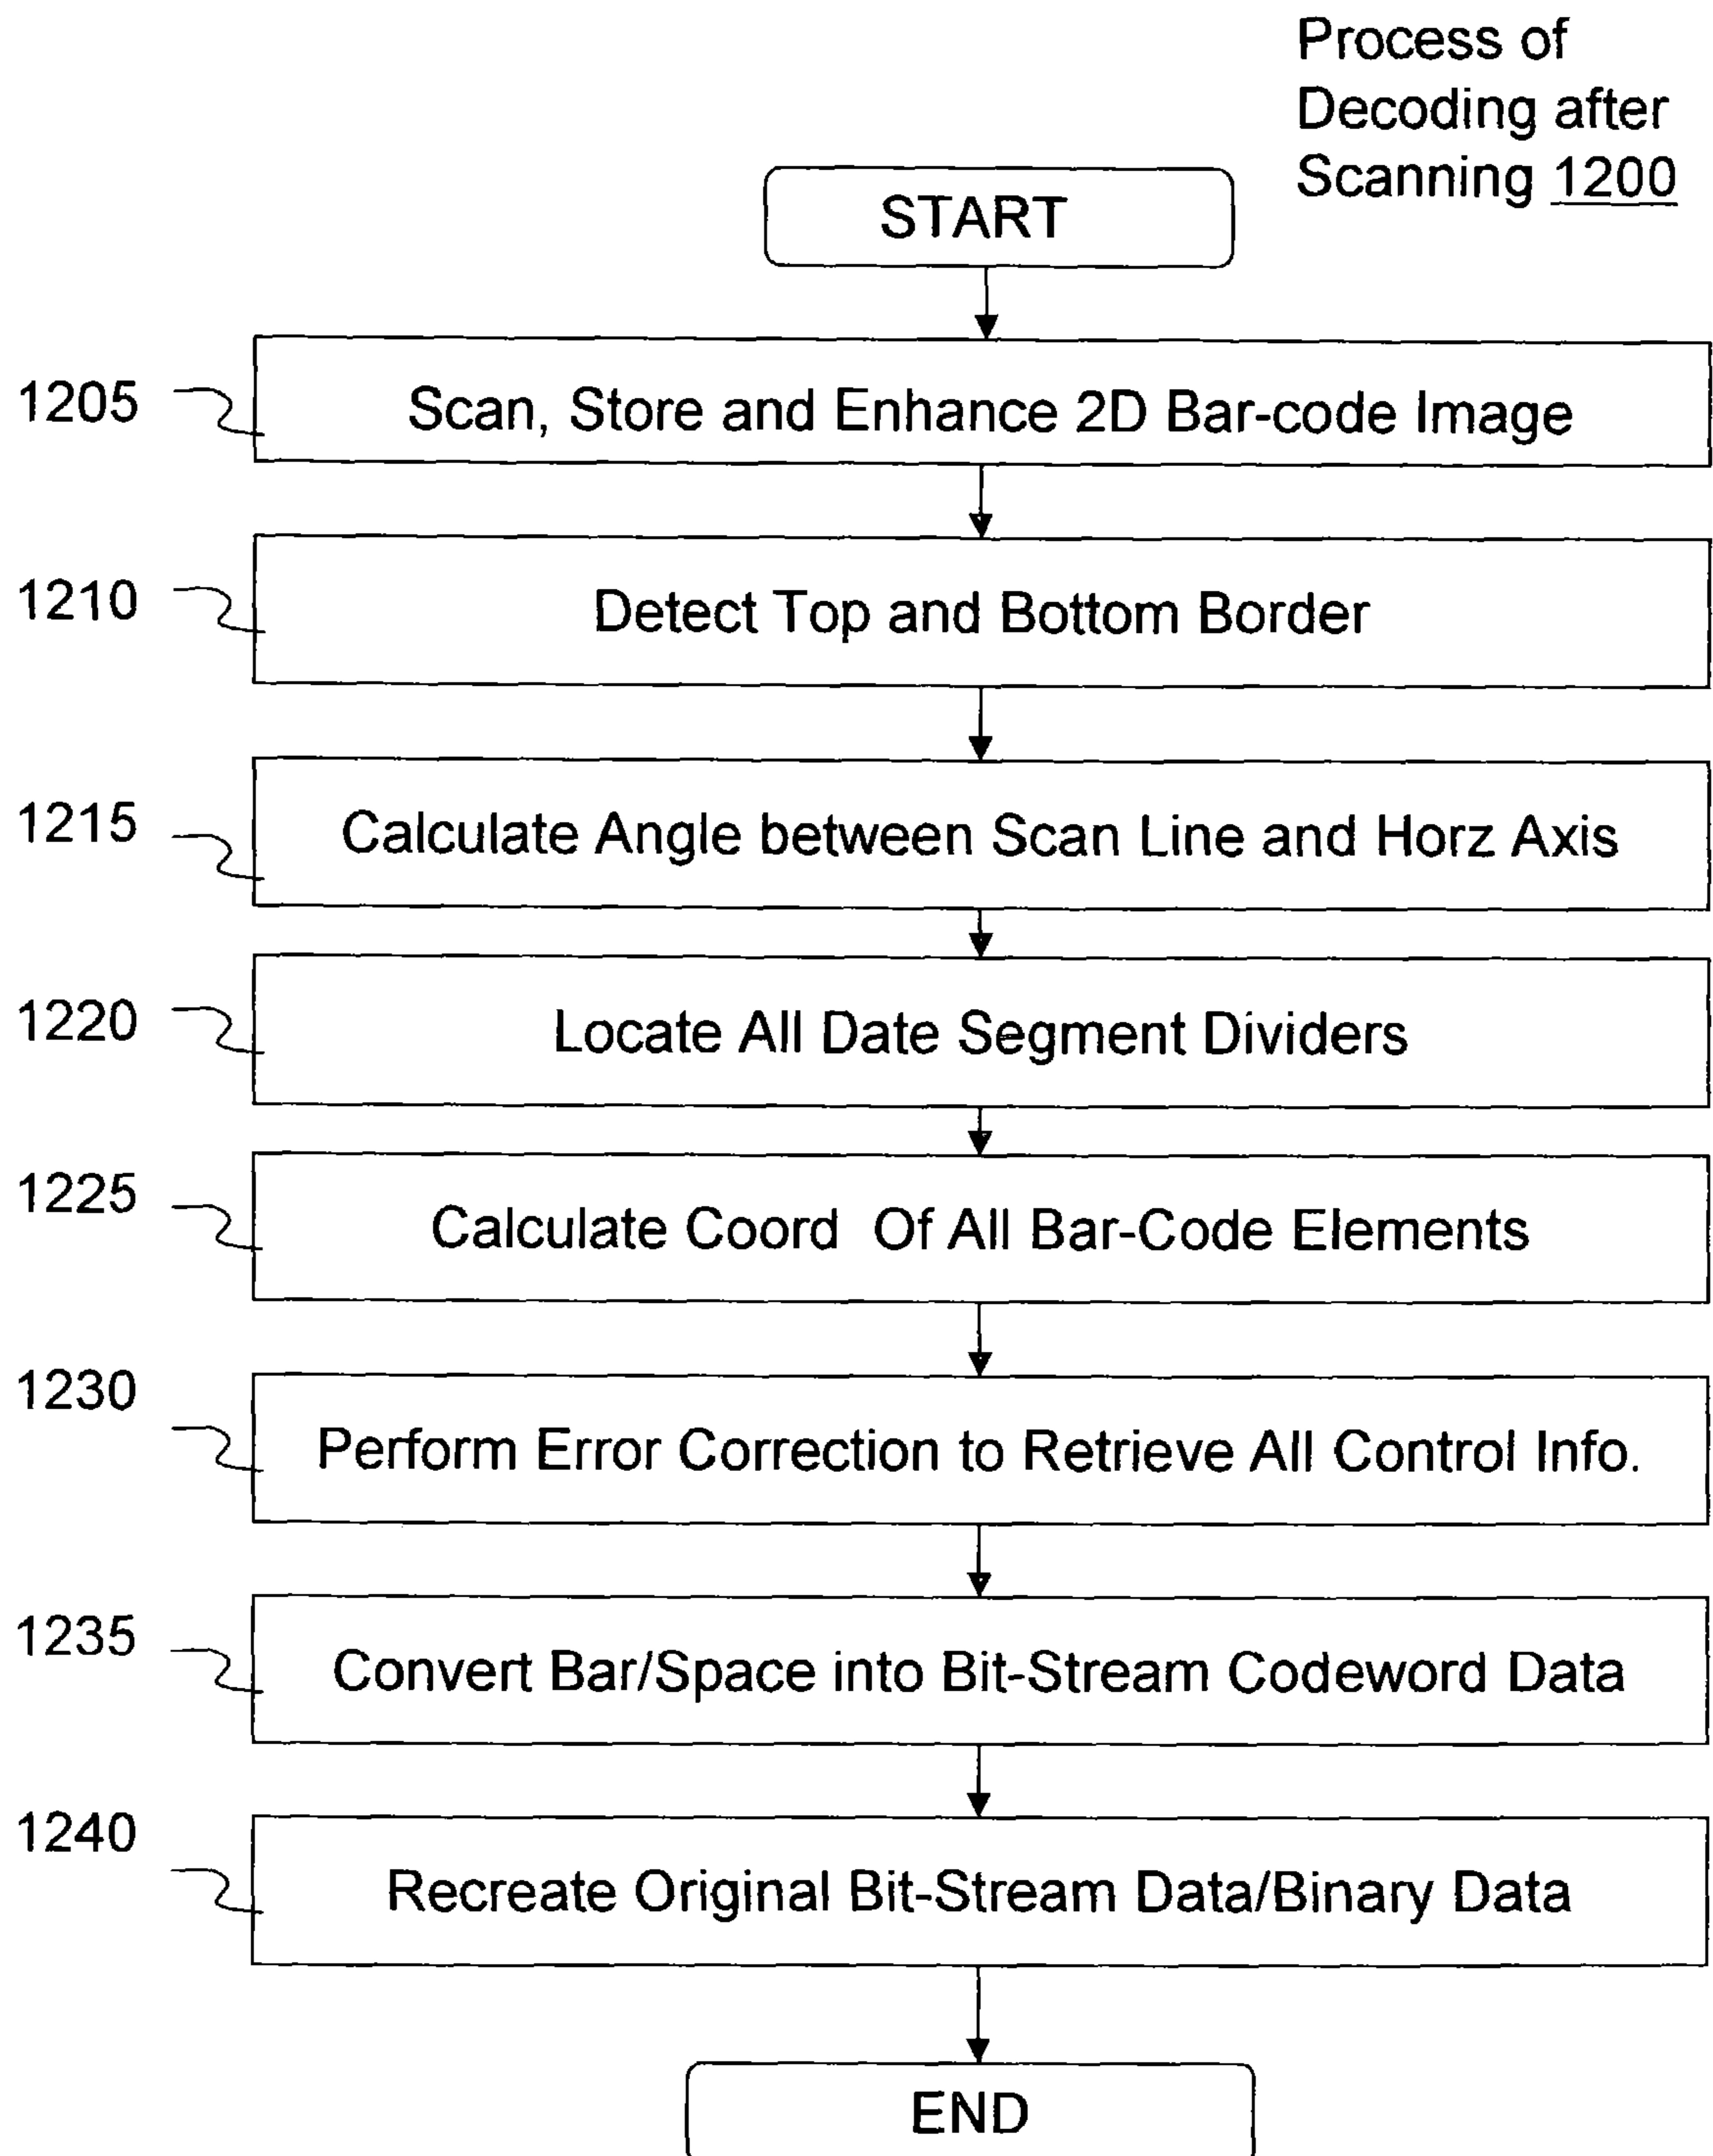 Process of
Decoding after
Scanning 1200
START
1205
Scan, Store and Enhance 2D Bar-code Image
1210
Detect Top and Bottom Border
1215
Calculate Angle between Scan Line and Horz Axis
1220
Locate All Date Segment Dividers
1225
Calculate Coord Of All Bar-Code Elements
1230
Perform Error Correction to Retrieve All Control Info.
1235
Convert Bar/Space into Bit-Stream Codeword Data
1240
Recreate Original Bit-Stream Data/Binary Data
END